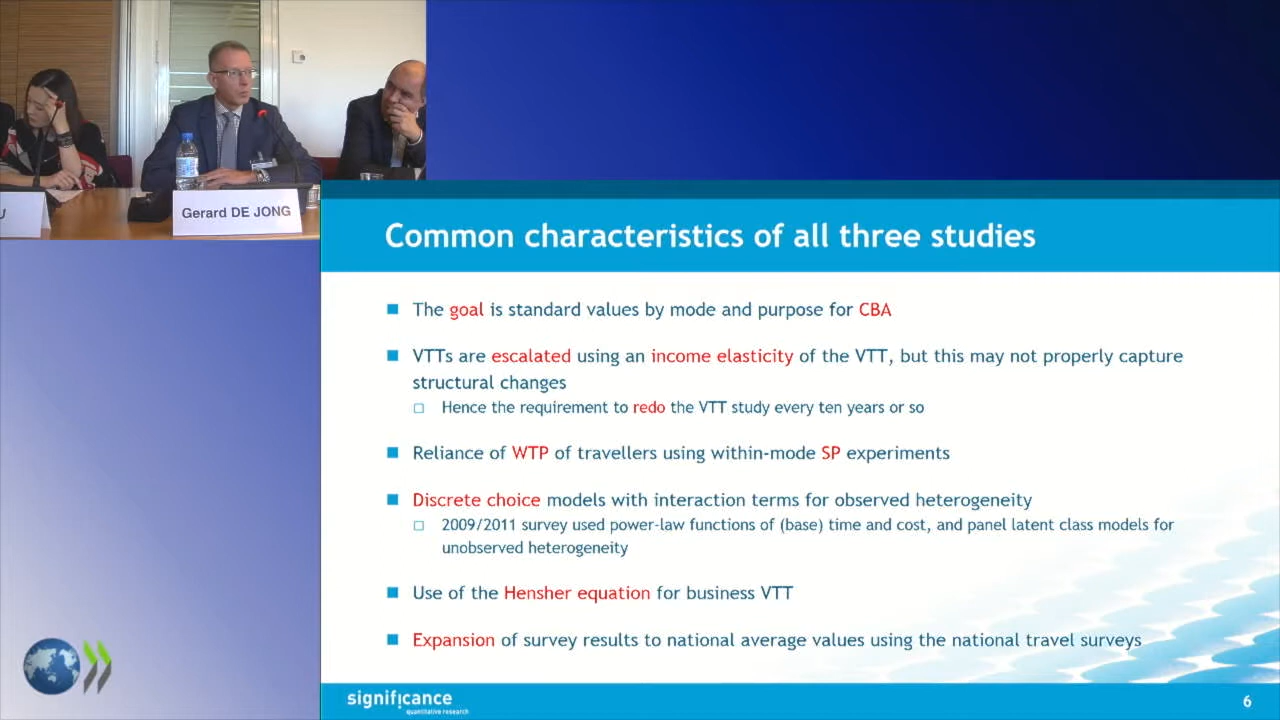 U
Gerard DE JONG
Common characteristics of all three studies
The goal is standard values by mode and purpose for CBA
VTTs are escalated using an income elasticity of the VTT, but this may not properly capture
structural changes
Hence the requirement to redo the VTT study every ten years or so
Reliance of WTP of travellers using within-mode SP experiments
Discrete choice models with interaction terms for observed heterogeneity
2009/2011 survey used power-law functions of (base) time and cost, and panel latent class models for
unobserved heterogeneity
Use of the Hensher equation for business VTT
Expansion of survey results to national average values using the national travel surveys
significance
quantitative research
6